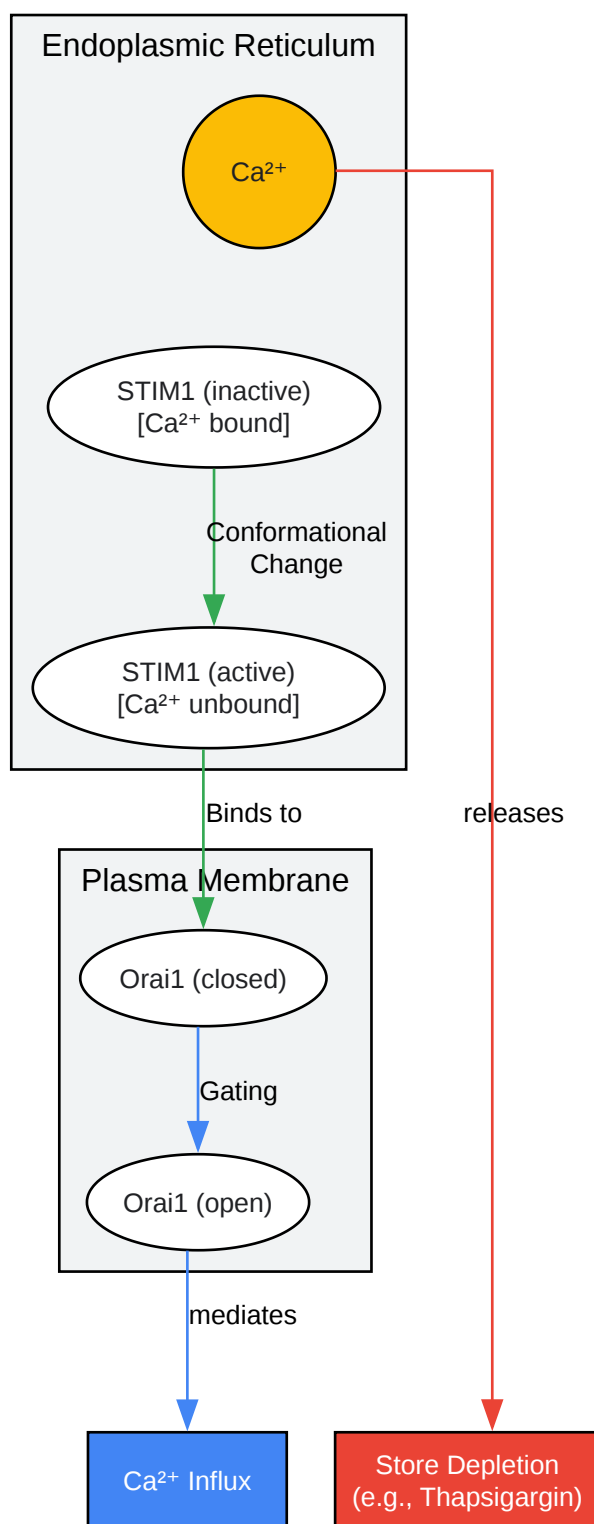 Endoplasmic Reticulum
Ca²⁺
STIM1 (inactive)
[Ca²⁺ bound]
Conformational
Change
STIM1 (active)
[Ca²⁺ unbound]
Binds to
releases
Plasma Membrane
Orai1 (closed)
Gating
Orai1 (open)
mediates
Ca²⁺ Influx
Store Depletion
(e.g., Thapsigargin)